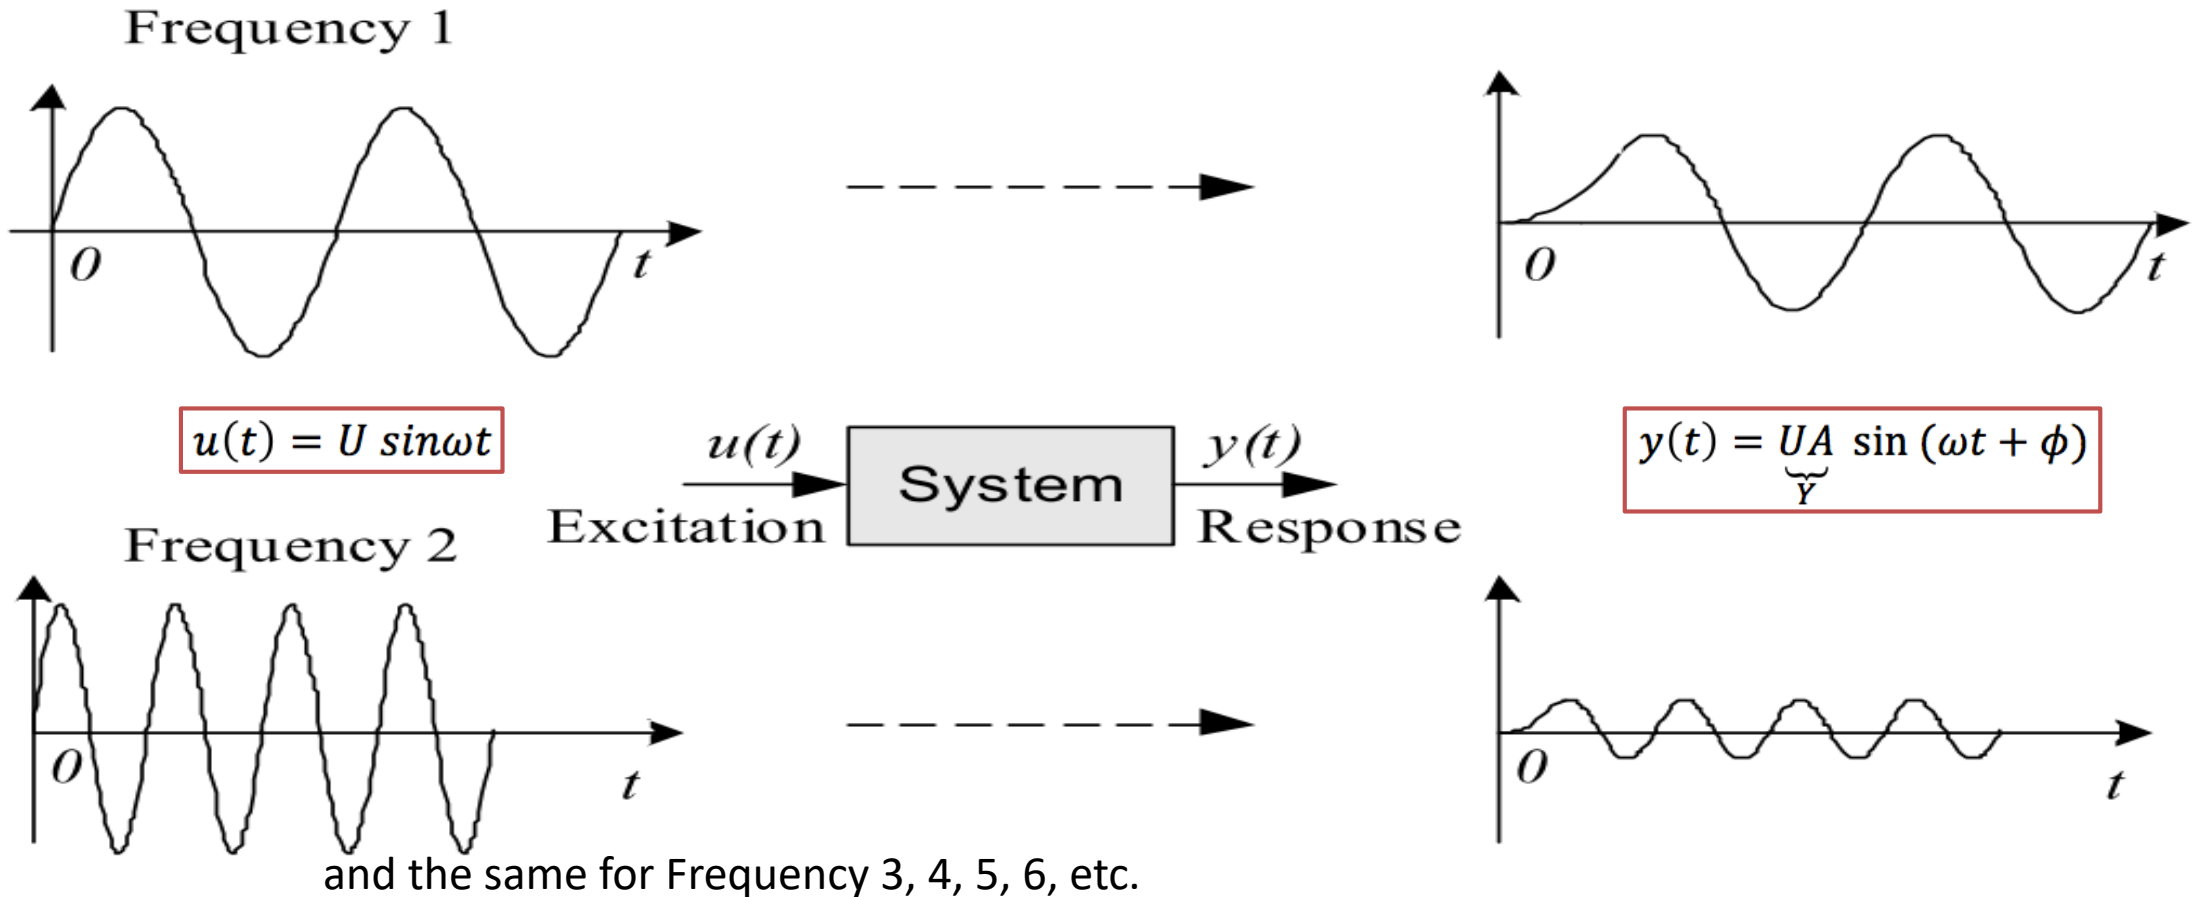 Frequency 1
0
t
0
t
u(t) = U sinωt
u(t)
Excitation
System
y(t)
Response
y(t) = UA sin (ωt + ϕ)
Y
Frequency 2
0
t
0
t
and the same for Frequency 3, 4, 5, 6, etc.